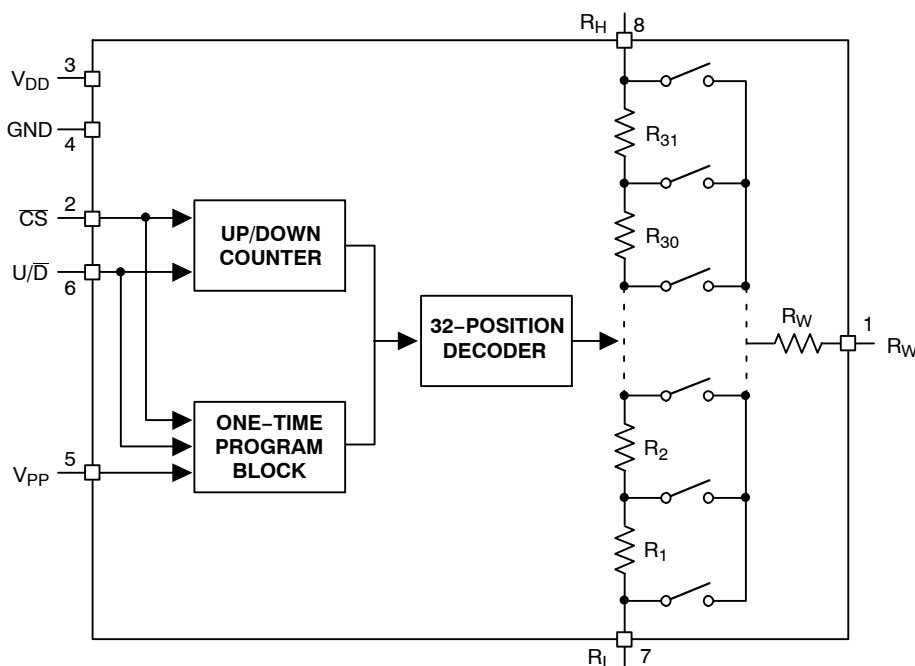 R_H 8
3
V_DD
GND
4
R_31
2
C̅S̅
UP/DOWN
COUNTER
R_30
U/D̅
6
32–POSITION
DECODER
R_W
1
R_W
ONE–TIME
PROGRAM
BLOCK
R_2
5
V_PP
R_1
R_L 7